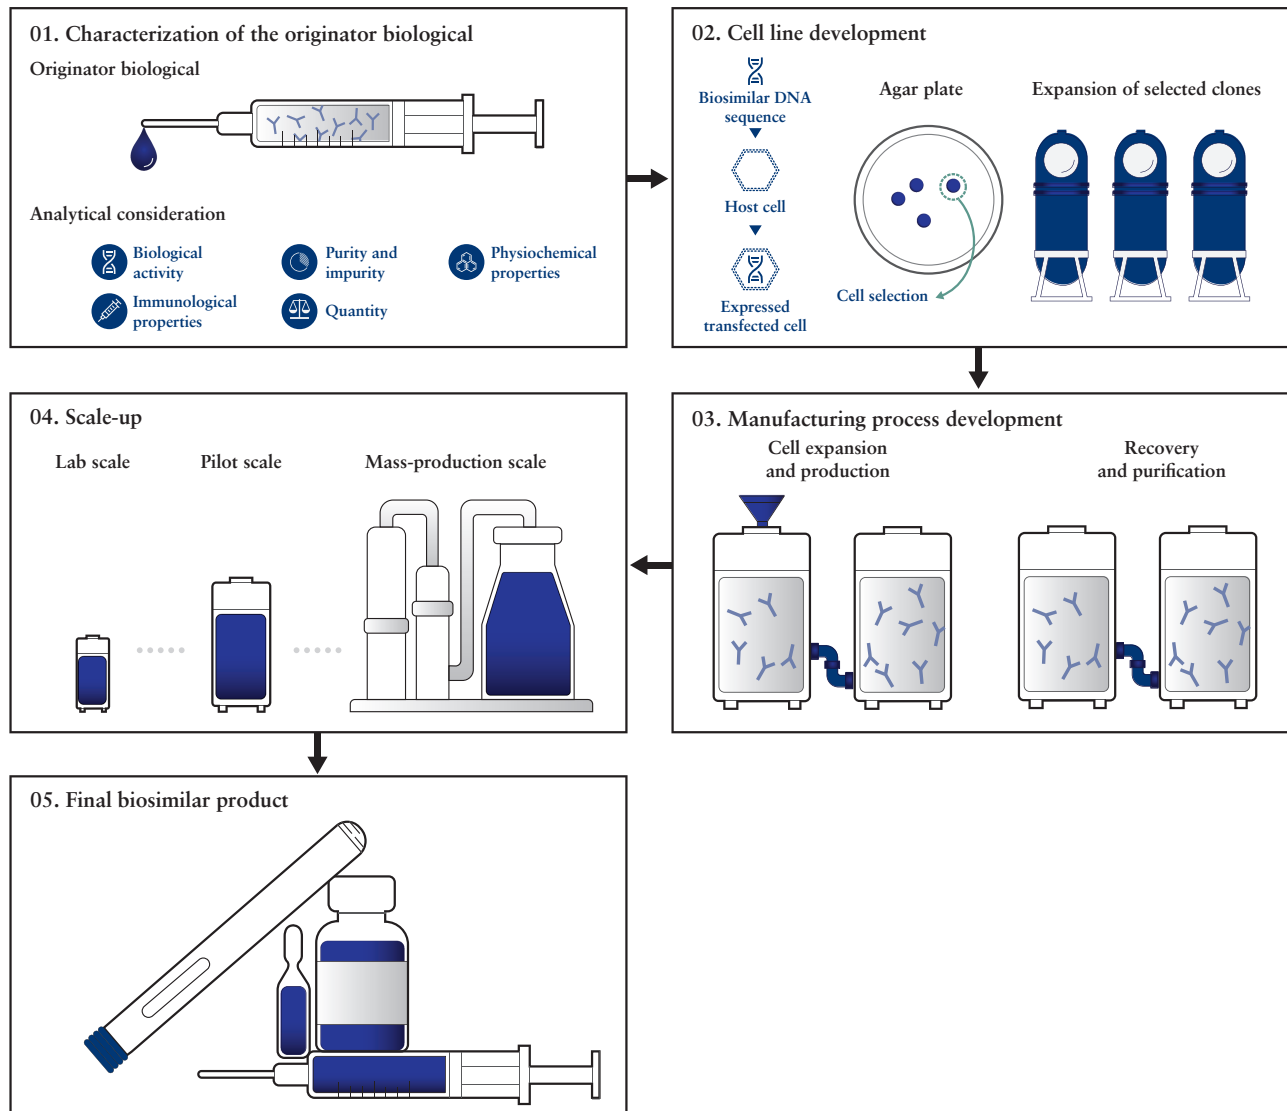 01. Characterization of the originator biological
Originator biological
Analytical consideration
Biological
activity
Purity and
impurity
Physiochemical
properties
Immunological
properties
Quantity
02. Cell line development
Biosimilar DNA
sequence
Host cell
Expressed
transfected cell
Agar plate
Cell selection
Expansion of selected clones
03. Manufacturing process development
Cell expansion
and production
Recovery
and purification
04. Scale-up
Lab scale
Pilot scale
Mass-production scale
05. Final biosimilar product